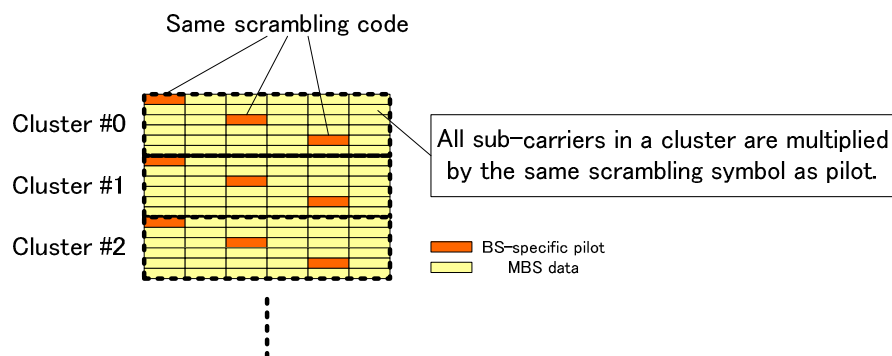 Same scrambling code
Cluster #0
All sub-carriers in a cluster are multiplied
by the same scrambling symbol as pilot.
Cluster #1
Cluster #2
BS-specific pilot
MBS data